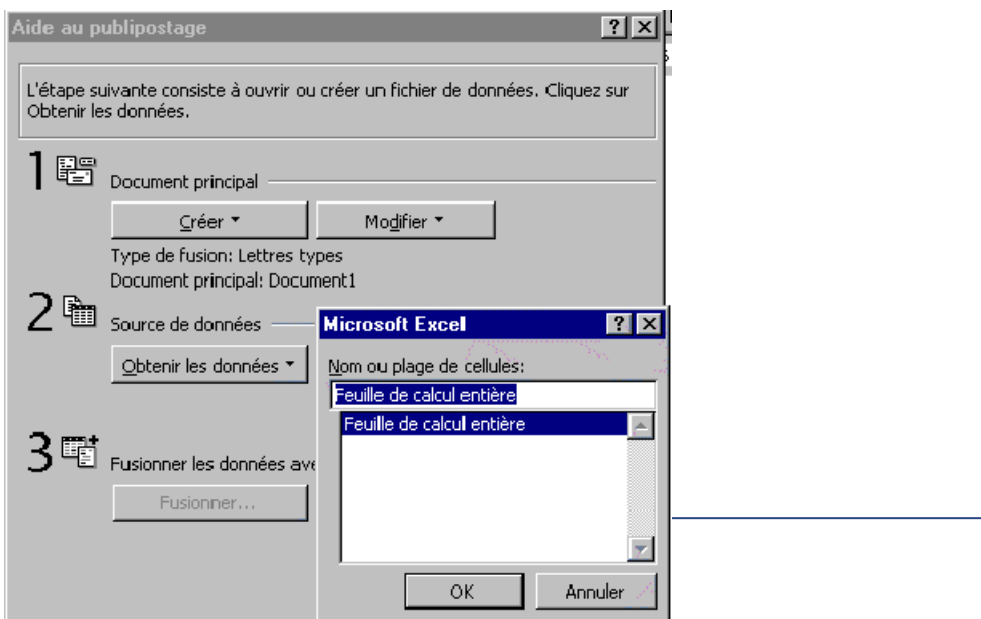 Aide au publipostage
L'étape suivante consiste à ouvrir ou créer un fichier de données. Cliquez sur
Obtenir les données.
1
Document principal
Créer
Modifier
Type de fusion: Lettres types
Document principal: Document1
2
Source de données
Obtenir les données
Microsoft Excel
Nom ou plage de cellules:
Feuille de calcul entière
Feuille de calcul entière
3
Fusionner les données
Fusionner...
OK
Annuler